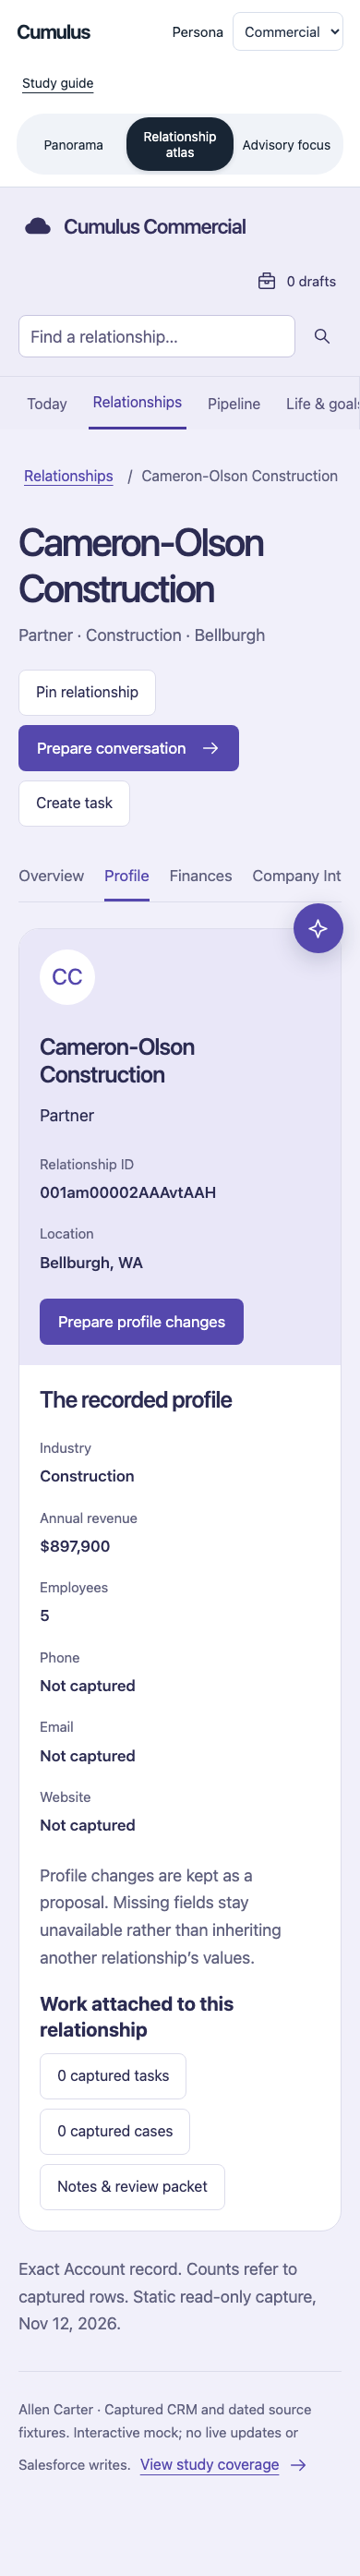 Cumulus
Persona
Commercial
Study guide
Panorama
Relationship
atlas
Advisory focus
Cumulus Commercial
0 drafts
Find a relationship...
Today
Relationships
Pipeline
Life & goals
Relationships / Cameron-Olson Construction
Cameron-Olson
Construction
Partner · Construction · Bellburgh
Pin relationship
Prepare conversation
Create task
Overview
Profile
Finances
Company Int
CC
Cameron-Olson
Construction
Partner
Relationship ID
001am00002AAAvtAAH
Location
Bellburgh, WA
Prepare profile changes
The recorded profile
Industry
Construction
Annual revenue
$897,900
Employees
5
Phone
Not captured
Email
Not captured
Website
Not captured
Profile changes are kept as a
proposal. Missing fields stay
unavailable rather than inheriting
another relationship’s values.
Work attached to this
relationship
0 captured tasks
0 captured cases
Notes & review packet
Exact Account record. Counts refer to
captured rows. Static read-only capture,
Nov 12, 2026.
Allen Carter · Captured CRM and dated source
fixtures. Interactive mock; no live updates or
Salesforce writes. View study coverage